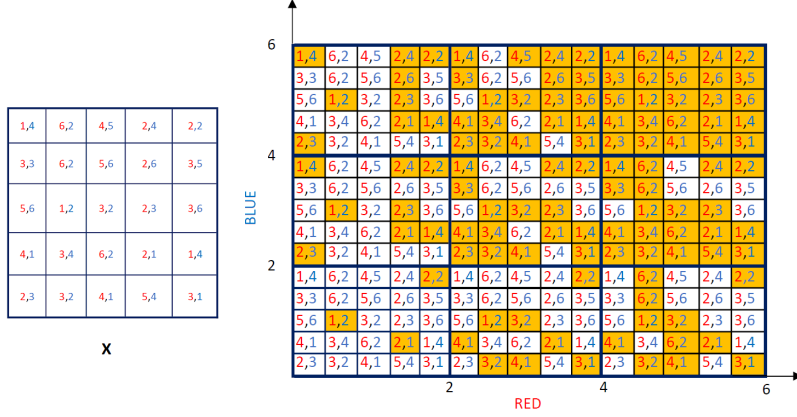 1,4 6,2 4,5 2,4 2,2
3,3 6,2 5,6 2,6 3,5
5,6 1,2 3,2 2,3 3,6
4,1 3,4 6,2 2,1 1,4
2,3 3,2 4,1 5,4 3,1
X
BLUE
6
1,4 6,2 4,5 2,4 2,2 1,4 6,2 4,5 2,4 2,2 1,4 6,2 4,5 2,4 2,2
3,3 6,2 5,6 2,6 3,5 3,3 6,2 5,6 2,6 3,5 3,3 6,2 5,6 2,6 3,5
5,6 1,2 3,2 2,3 3,6 5,6 1,2 3,2 2,3 3,6 5,6 1,2 3,2 2,3 3,6
4,1 3,4 6,2 2,1 1,4 4,1 3,4 6,2 2,1 1,4 4,1 3,4 6,2 2,1 1,4
2,3 3,2 4,1 5,4 3,1 2,3 3,2 4,1 5,4 3,1 2,3 3,2 4,1 5,4 3,1
4
1,4 6,2 4,5 2,4 2,2 1,4 6,2 4,5 2,4 2,2 1,4 6,2 4,5 2,4 2,2
3,3 6,2 5,6 2,6 3,5 3,3 6,2 5,6 2,6 3,5 3,3 6,2 5,6 2,6 3,5
5,6 1,2 3,2 2,3 3,6 5,6 1,2 3,2 2,3 3,6 5,6 1,2 3,2 2,3 3,6
4,1 3,4 6,2 2,1 1,4 4,1 3,4 6,2 2,1 1,4 4,1 3,4 6,2 2,1 1,4
2,3 3,2 4,1 5,4 3,1 2,3 3,2 4,1 5,4 3,1 2,3 3,2 4,1 5,4 3,1
2
1,4 6,2 4,5 2,4 2,2 1,4 6,2 4,5 2,4 2,2 1,4 6,2 4,5 2,4 2,2
3,3 6,2 5,6 2,6 3,5 3,3 6,2 5,6 2,6 3,5 3,3 6,2 5,6 2,6 3,5
5,6 1,2 3,2 2,3 3,6 5,6 1,2 3,2 2,3 3,6 5,6 1,2 3,2 2,3 3,6
4,1 3,4 6,2 2,1 1,4 4,1 3,4 6,2 2,1 1,4 4,1 3,4 6,2 2,1 1,4
2,3 3,2 4,1 5,4 3,1 2,3 3,2 4,1 5,4 3,1 2,3 3,2 4,1 5,4 3,1
2 4 6
RED